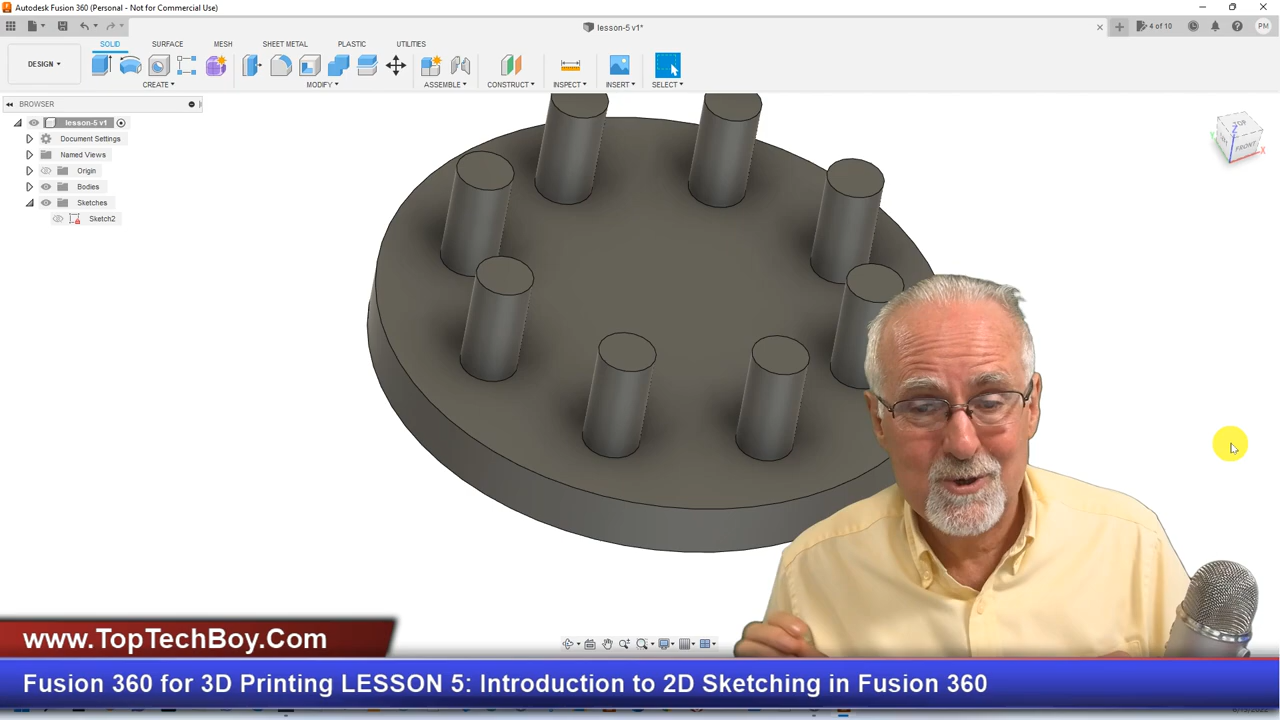 Autodesk Fusion 360 (Personal - Not for Commercial Use)
lesson-5 v1*
4 of 10
PM
SOLID SURFACE MESH SHEET METAL PLASTIC UTILITIES
DESIGN
CREATE MODIFY ASSEMBLE CONSTRUCT INSPECT INSERT SELECT
BROWSER
lesson-5 v1
Document Settings
Named Views
Origin
Bodies
Sketches
Sketch2
TOP
FRONT
Z
X
Y
www.TopTechBoy.Com
Fusion 360 for 3D Printing LESSON 5: Introduction to 2D Sketching in Fusion 360